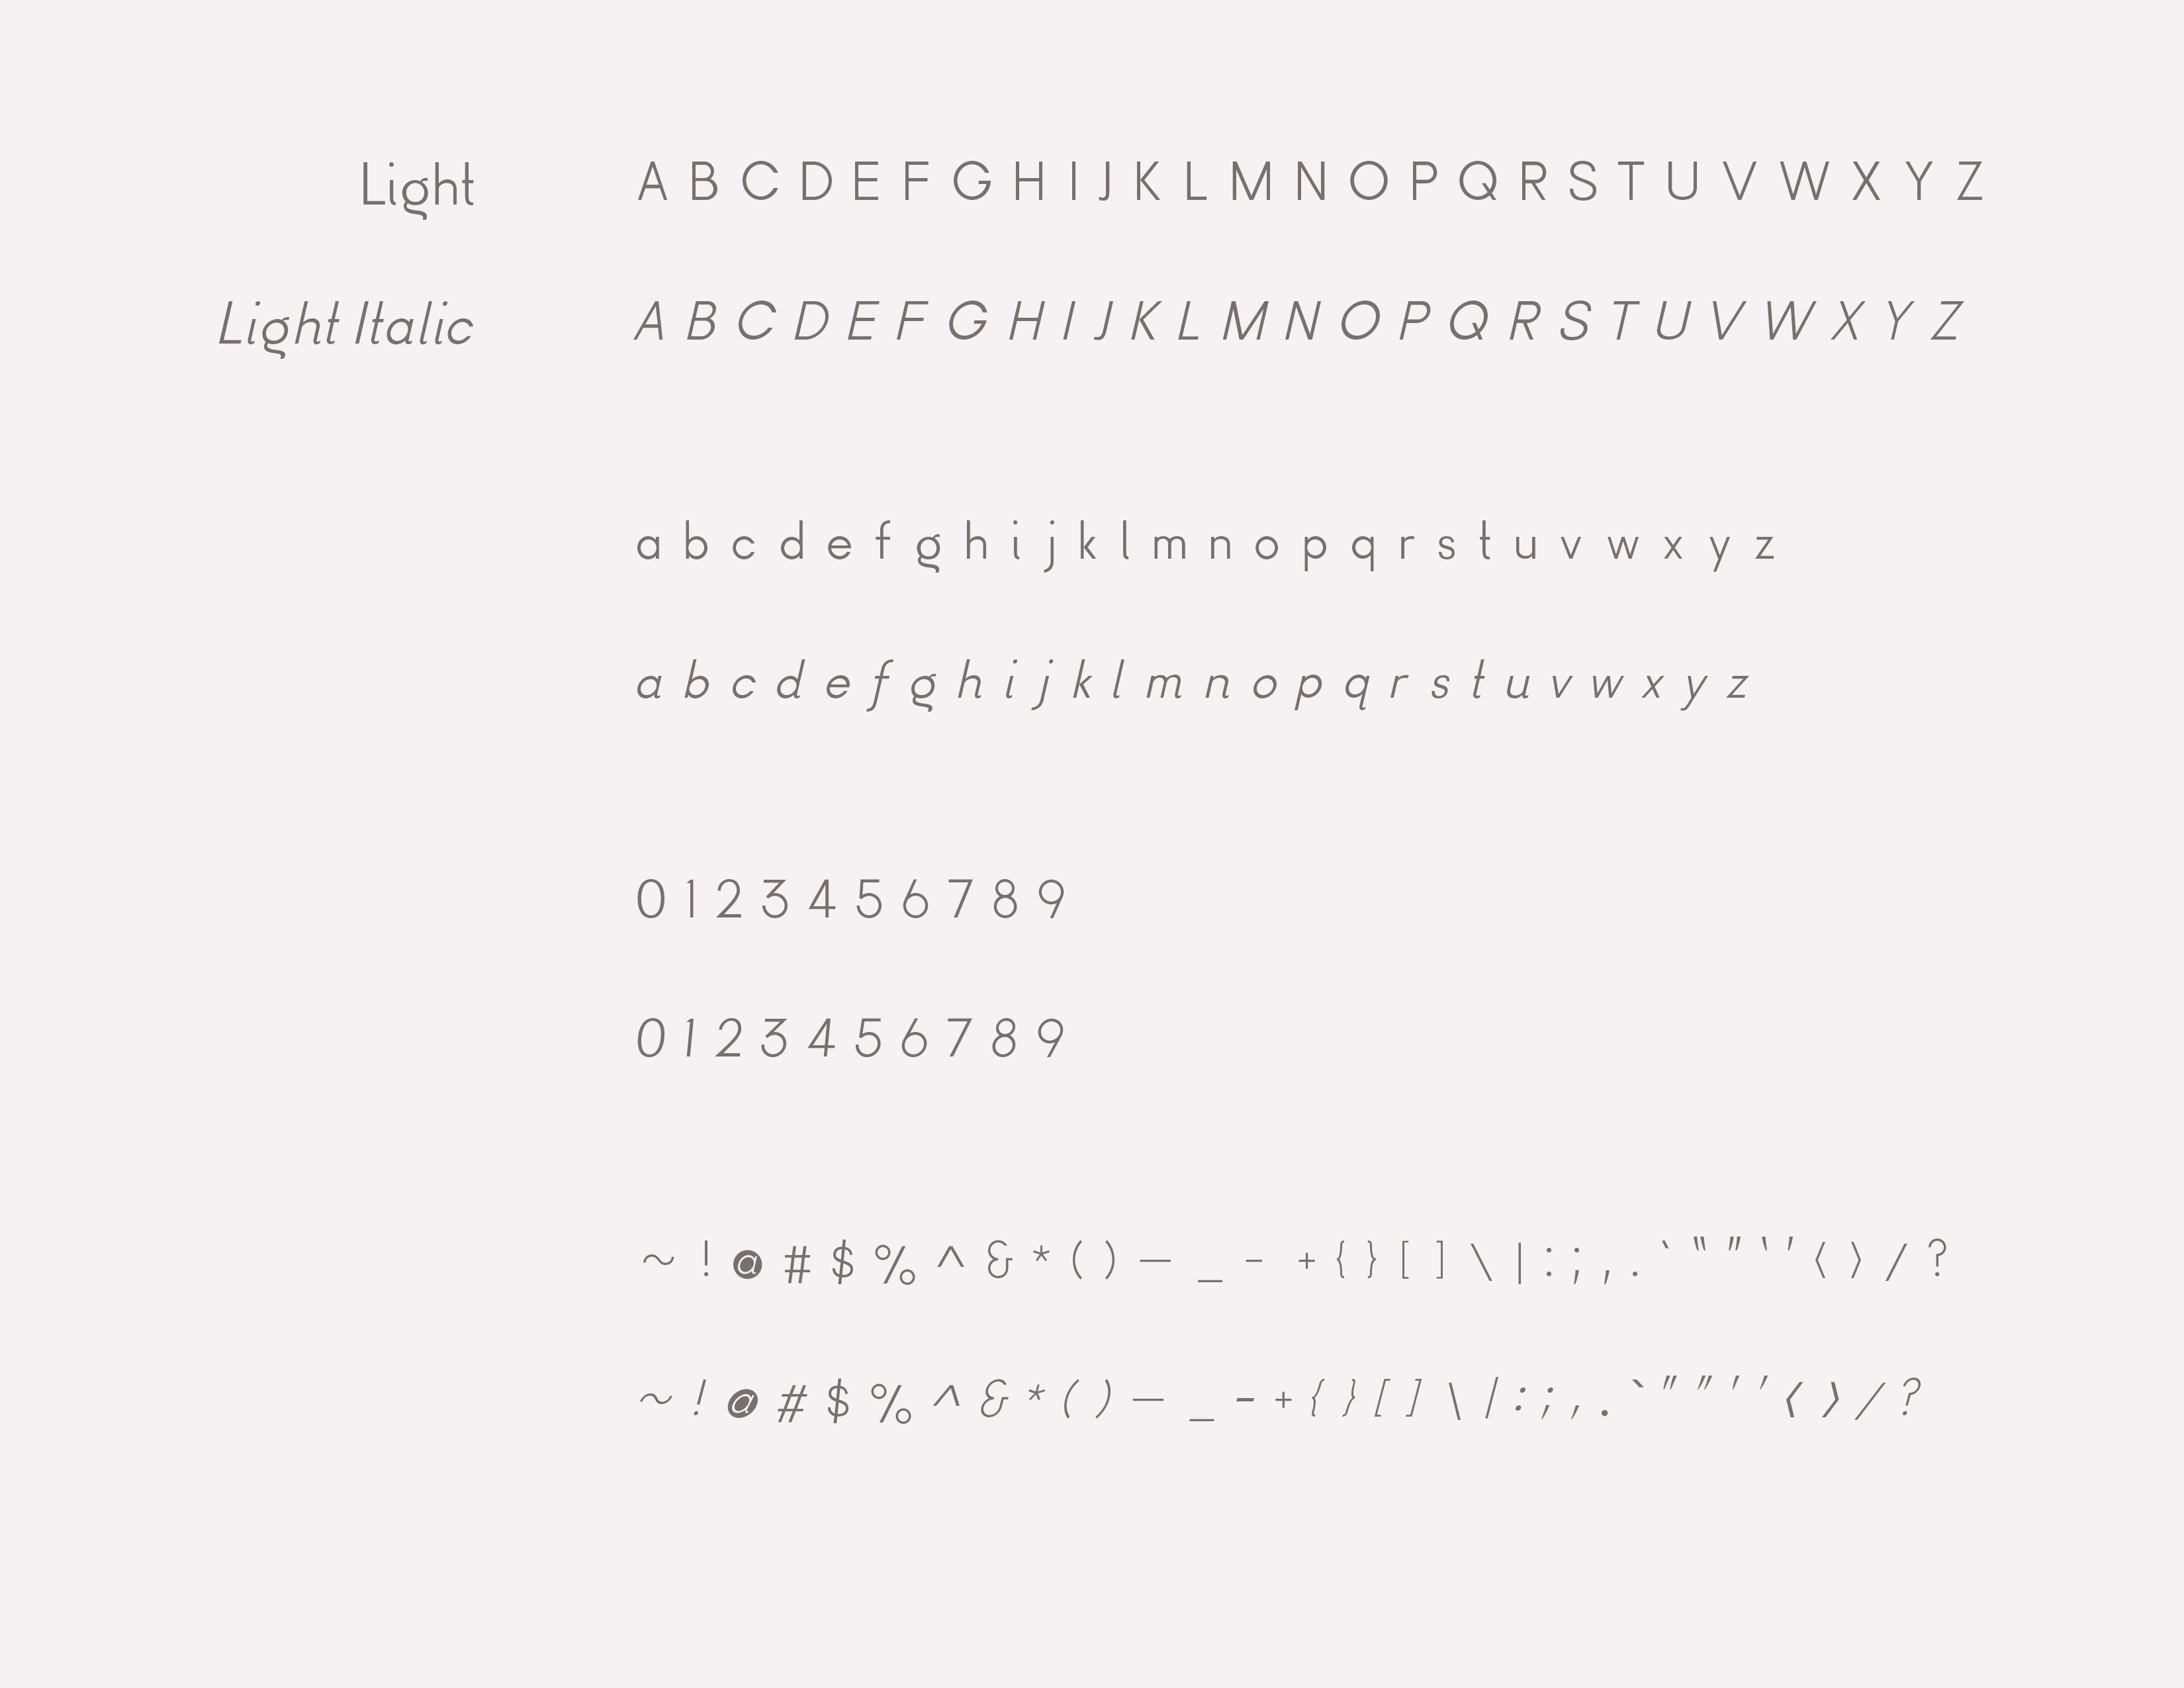 Light A B C D E F G H I J K L M N O P Q R S T U V W X Y Z
Light Italic A B C D E F G H I J K L M N O P Q R S T U V W X Y Z
a b c d e f g h i j k l m n o p q r s t u v w x y z
a b c d e f g h i j k l m n o p q r s t u v w x y z
0 1 2 3 4 5 6 7 8 9
0 1 2 3 4 5 6 7 8 9
~ ! @ # $ % ^ & * ( ) — _ - + { } [ ] \ | : ; , . ` “ ” ‘ ’ ⟨ ⟩ / ?
~ ! @ # $ % ^ & * ( ) — _ - + { } [ ] \ | : ; , . ` “ ” ‘ ’ ⟨ ⟩ / ?